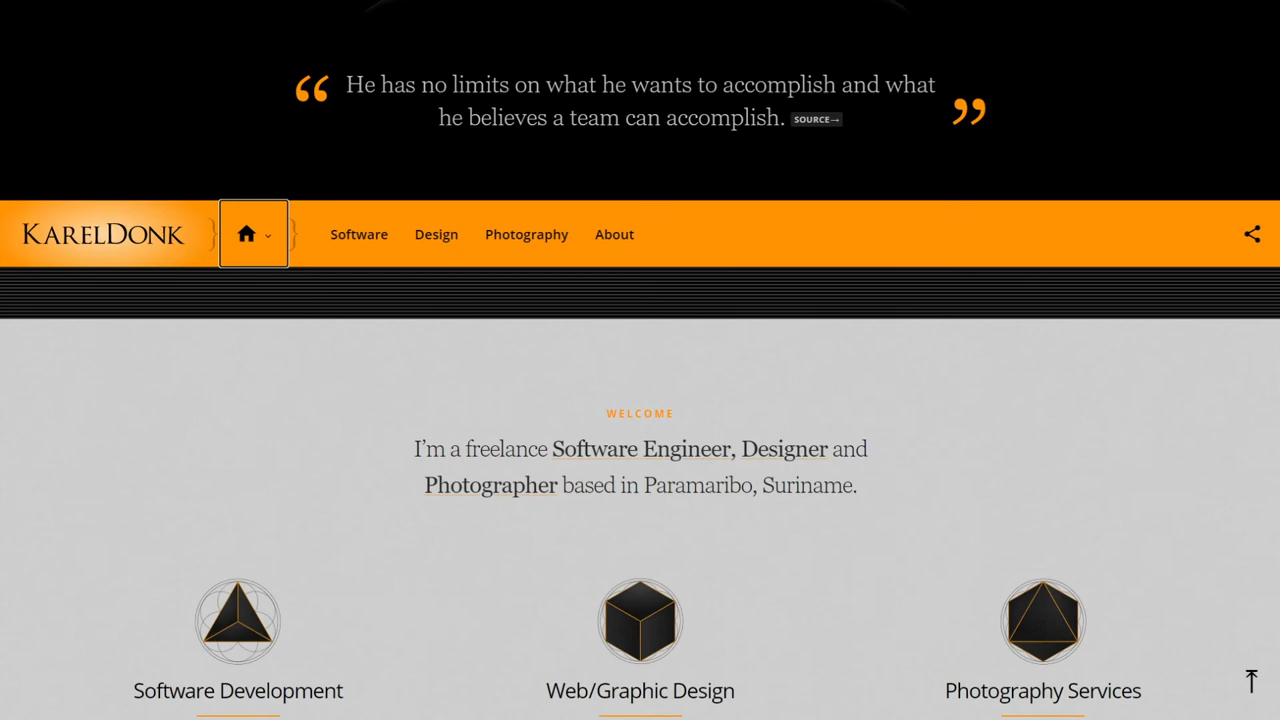 “ He has no limits on what he wants to accomplish and what
he believes a team can accomplish. SOURCE→ ”
KARELDONK
Software Design Photography About
WELCOME
I’m a freelance Software Engineer, Designer and
Photographer based in Paramaribo, Suriname.
Software Development
Web/Graphic Design
Photography Services